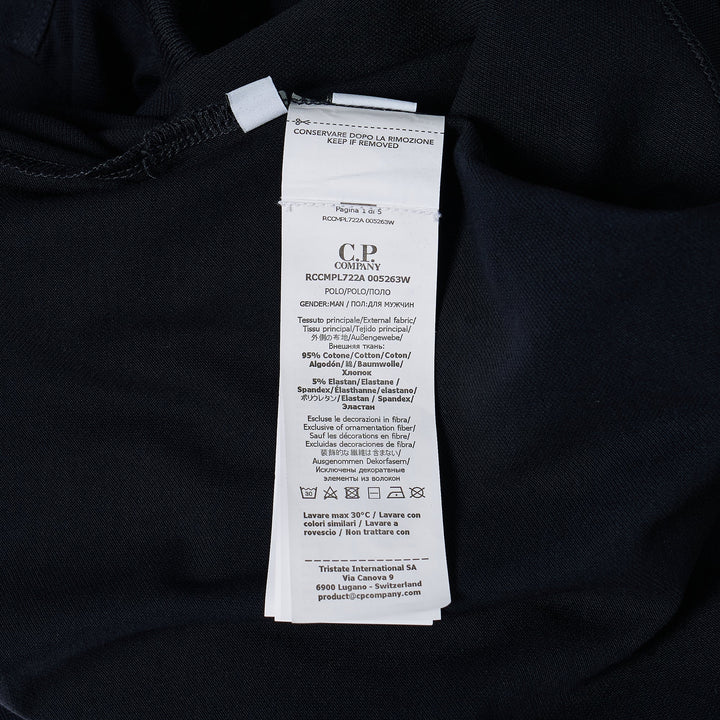 CONSERVARE DOPO LA RIMOZIONE
KEEP IF REMOVED
Pagina 1 di 5
RCCMPL722A 005263W
C.P.
COMPANY
RCCMPL722A 005263W
POLO/POLO/ПОЛО
GENDER:MAN / ПОЛ:ДЛЯ МУЖЧИН
Tessuto principale/External fabric/
Tissu principal/Tejido principal/
外側の布地/Außengewebe/
Внешняя ткань:
95% Cotone/Cotton/Coton/
Algodón/綿/Baumwolle/
Хлопок
5% Elastan/Elastane /
Spandex/Élasthanne/elastano/
ポリウレタン/Elastan / Spandex/
Эластан
Escluse le decorazioni in fibra/
Exclusive of ornamentation fiber/
Sauf les décorations en fibre/
Excluidas decoraciones de fibra/
装飾的な繊維は含まない/
Ausgenommen Dekorfasern/
Исключены декоративные
элементы из волокон
30
Lavare max 30°C / Lavare con
colori similari / Lavare a
rovescio / Non trattare con
Tristate International SA
Via Canova 9
6900 Lugano - Switzerland
product@cpcompany.com